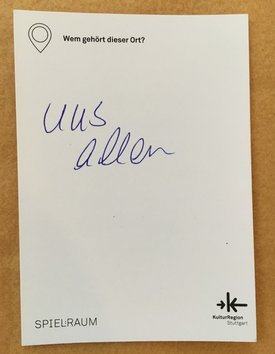 Wem gehört dieser Ort?
uns
allen
SPIEL:RAUM
KulturRegion
Stuttgart